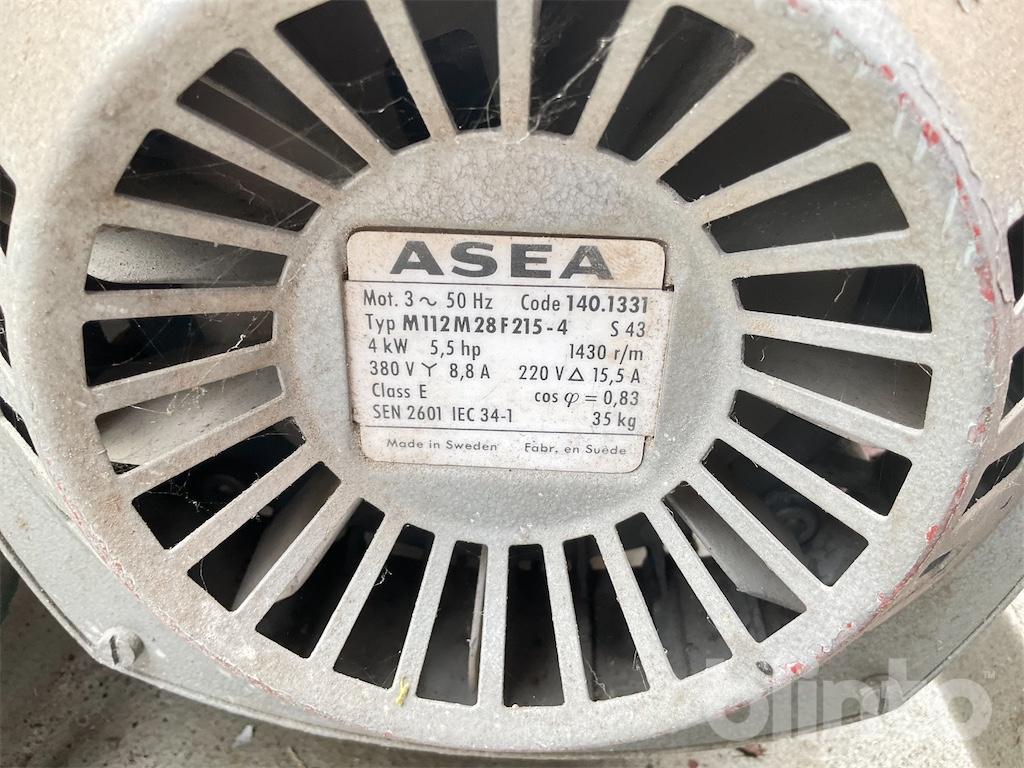 ASEA
Mot. 3 ~ 50 Hz Code 140.1331
Typ M112M28F215-4 S 43
4 kW 5,5 hp 1430 r/m
380 V Y 8,8 A 220 V △ 15,5 A
Class E cos φ = 0,83
SEN 2601 IEC 34-1 35 kg
Made in Sweden Fabr. en Suède
blinto™